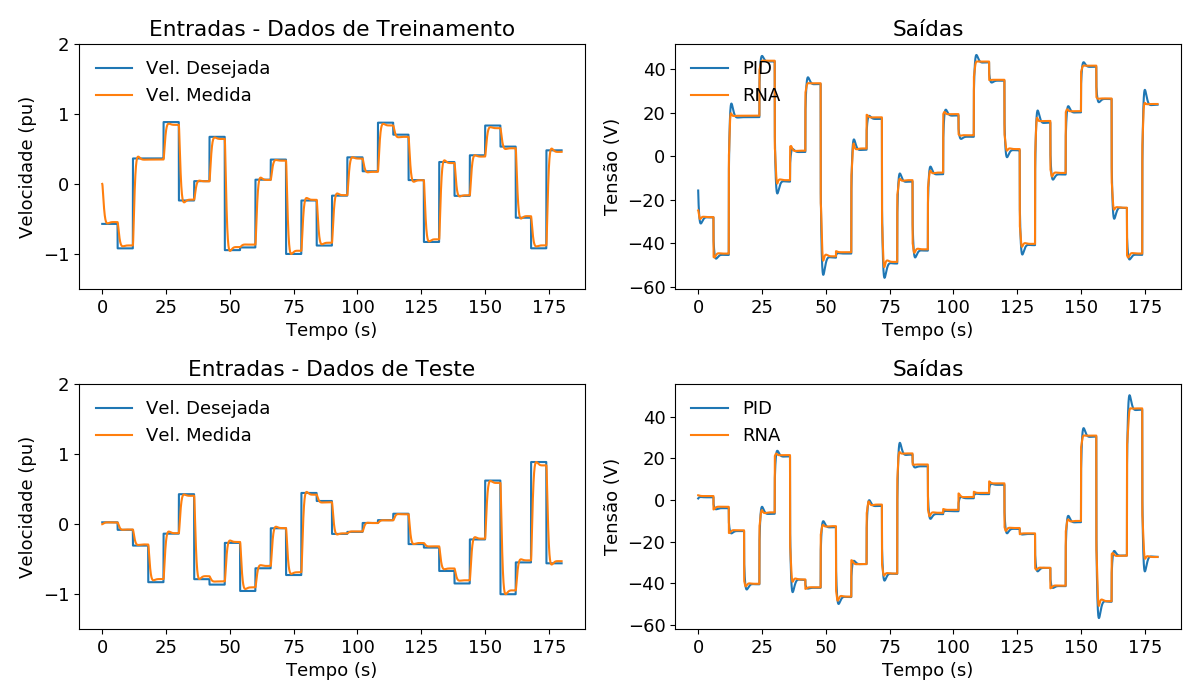 Entradas - Dados de Treinamento
2
1
0
−1
Velocidade (pu)
Vel. Desejada
Vel. Medida
0 25 50 75 100 125 150 175
Tempo (s)
Saídas
40
20
0
−20
−40
−60
Tensão (V)
PID
RNA
0 25 50 75 100 125 150 175
Tempo (s)
Entradas - Dados de Teste
2
1
0
−1
Velocidade (pu)
Vel. Desejada
Vel. Medida
0 25 50 75 100 125 150 175
Tempo (s)
Saídas
40
20
0
−20
−40
−60
Tensão (V)
PID
RNA
0 25 50 75 100 125 150 175
Tempo (s)